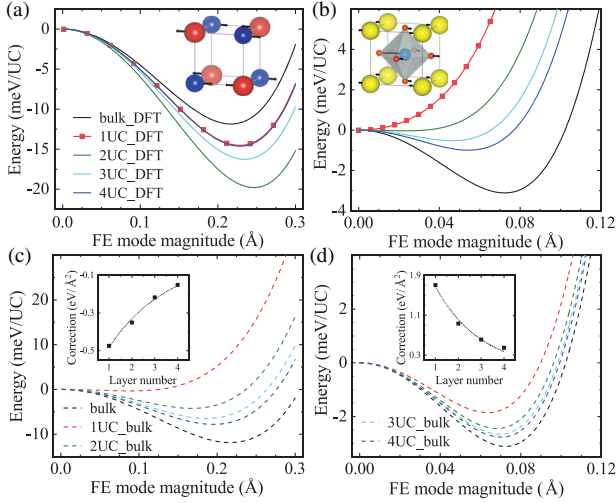 (a)
0
-5
-10
-15
-20
Energy (meV/UC)
bulk_DFT
1UC_DFT
2UC_DFT
3UC_DFT
4UC_DFT
0.0 0.1 0.2 0.3
FE mode magnitude (Å)
(b)
4
2
0
-2
-4
Energy (meV/UC)
0.00 0.04 0.08 0.12
FE mode magnitude (Å)
(c)
20
10
0
-10
Energy (meV/UC)
-0.1
-0.3
-0.5
Correction (eV/Å²)
1 2 3 4
Layer number
bulk
1UC_bulk
2UC_bulk
0.0 0.1 0.2 0.3
FE mode magnitude (Å)
(d)
2
0
-2
Energy (meV/UC)
1.9
1.1
0.3
Correction (eV/Å²)
1 2 3 4
Layer number
3UC_bulk
4UC_bulk
0.00 0.04 0.08 0.12
FE mode magnitude (Å)